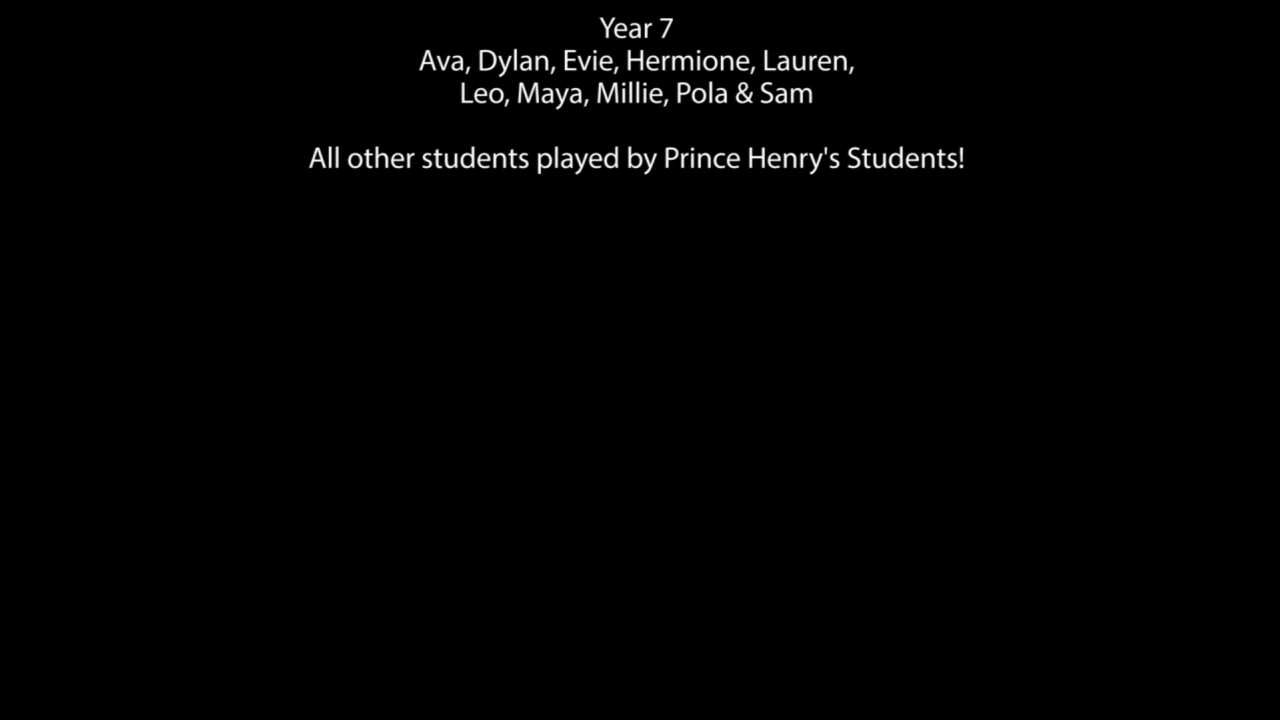 Year 7
Ava, Dylan, Evie, Hermione, Lauren,
Leo, Maya, Millie, Pola & Sam
All other students played by Prince Henry's Students!